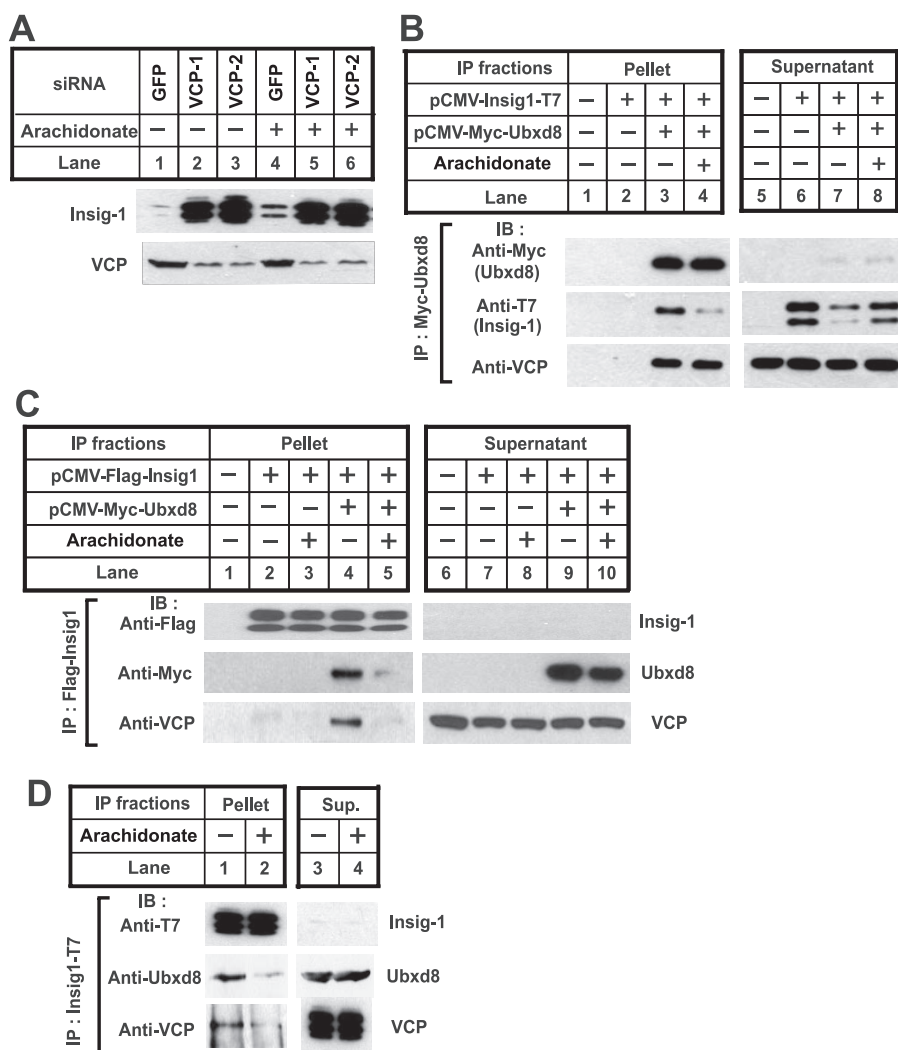 A
siRNA GFP VCP-1 VCP-2 GFP VCP-1 VCP-2
Arachidonate − − − + + +
Lane 1 2 3 4 5 6
Insig-1
VCP
B
IP fractions Pellet Supernatant
pCMV-Insig1-T7 − + + + − + + +
pCMV-Myc-Ubxd8 − − + + − − + +
Arachidonate − − − + − − − +
Lane 1 2 3 4 5 6 7 8
IP : Myc-Ubxd8
IB :
Anti-Myc
(Ubxd8)
Anti-T7
(Insig-1)
Anti-VCP
C
IP fractions Pellet Supernatant
pCMV-Flag-Insig1 − + + + + − + + + +
pCMV-Myc-Ubxd8 − − − + + − − − + +
Arachidonate − − + − + − − + − +
Lane 1 2 3 4 5 6 7 8 9 10
IP : Flag-Insig1
IB :
Anti-Flag Insig-1
Anti-Myc Ubxd8
Anti-VCP VCP
D
IP fractions Pellet Sup.
Arachidonate − + − +
Lane 1 2 3 4
IP : Insig1-T7
IB :
Anti-T7 Insig-1
Anti-Ubxd8 Ubxd8
Anti-VCP VCP